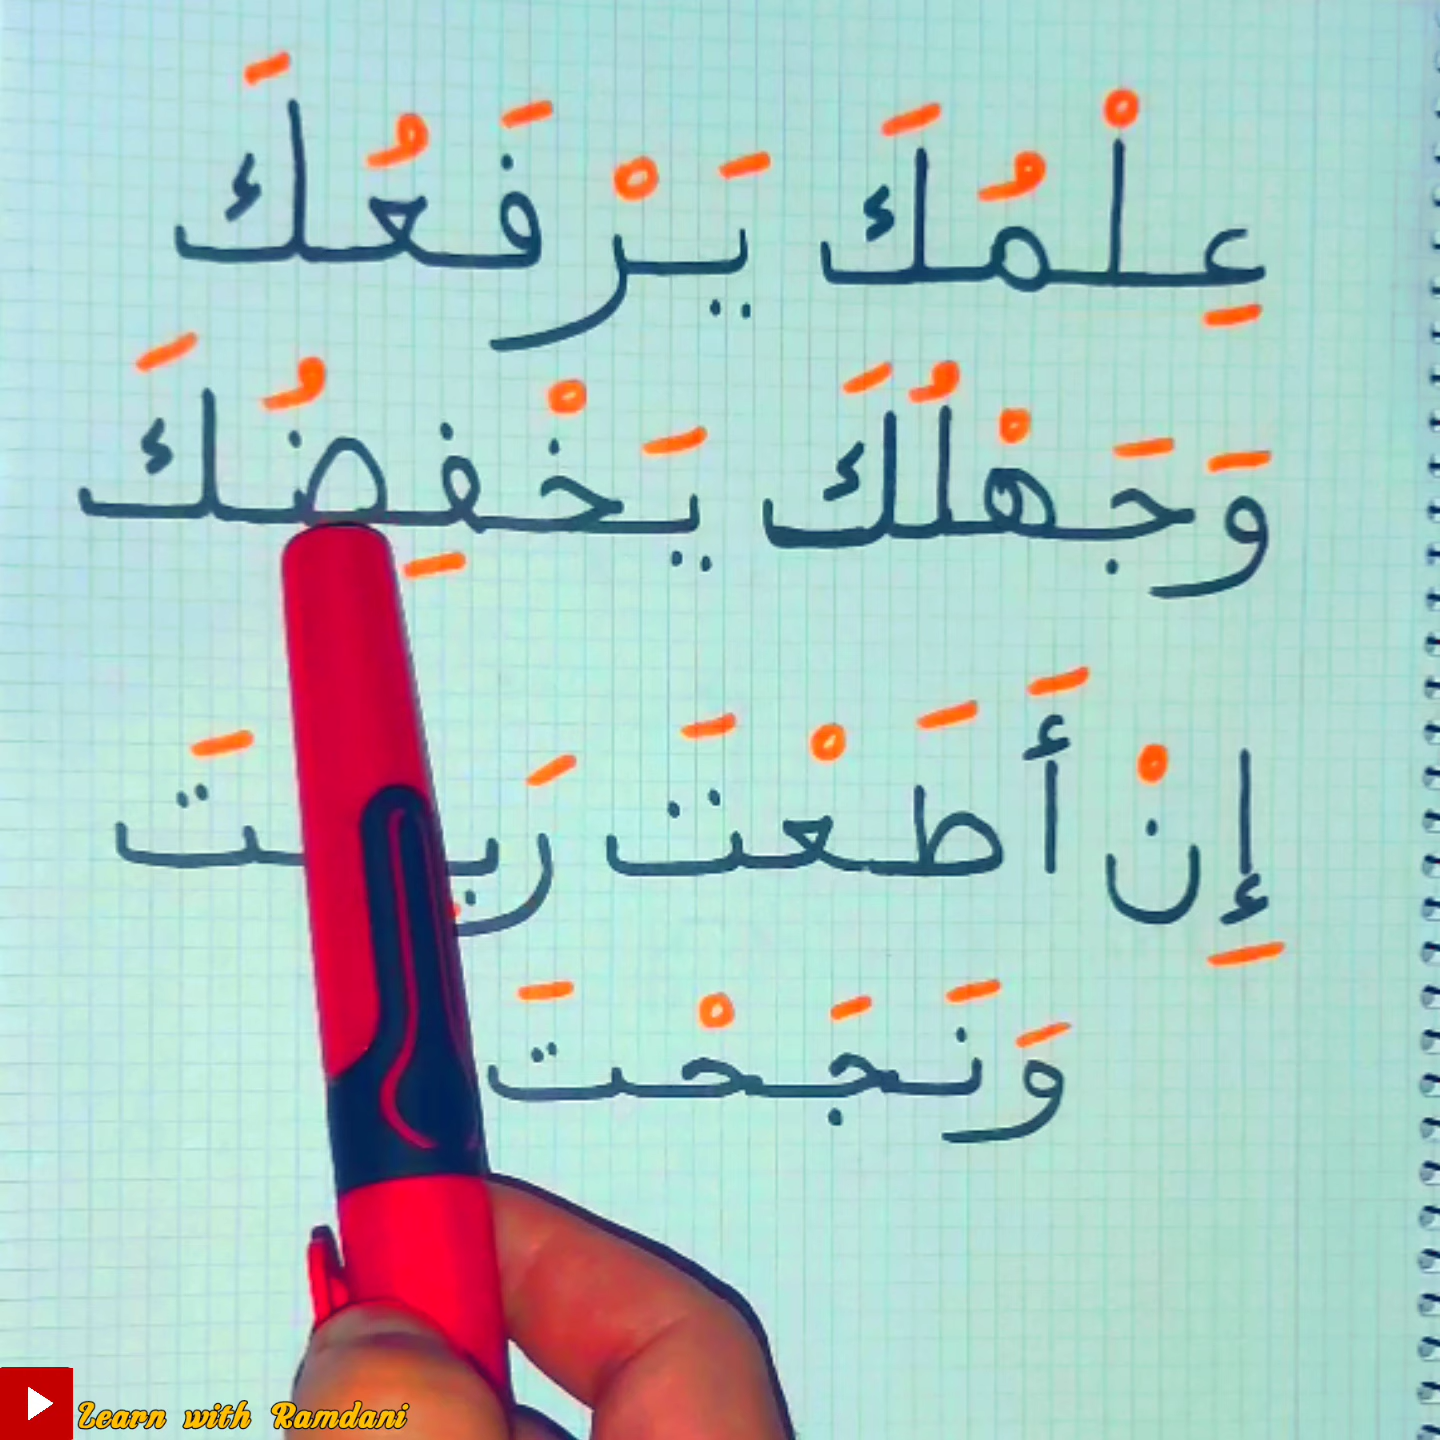 عِلْمُكَ يَرْفَعُكَ
وَجَهْلُكَ يَخْفِضُكَ
إِنْ أَطَعْتَ
وَنَجَحْتَ
Learn with Ramdani